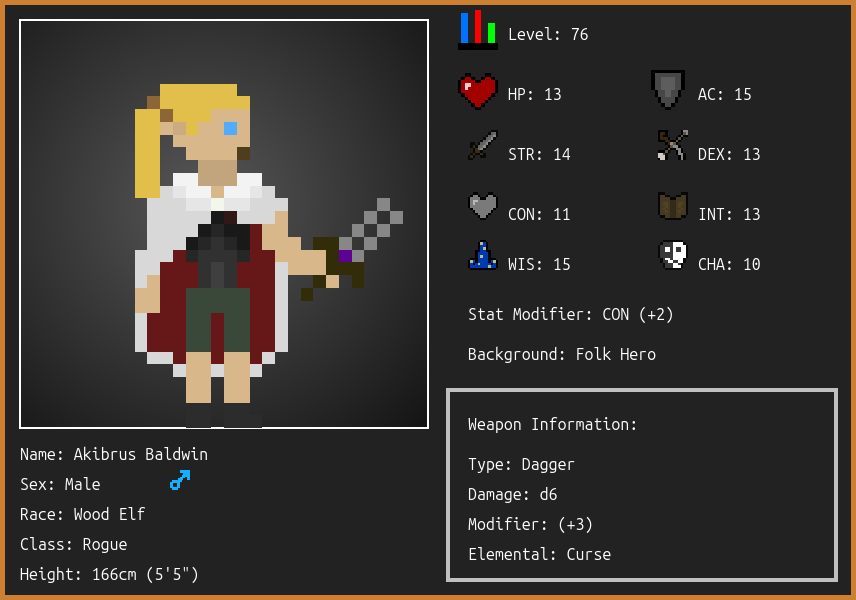 Level: 76
HP: 13
AC: 15
STR: 14
DEX: 13
CON: 11
INT: 13
WIS: 15
CHA: 10
Stat Modifier: CON (+2)
Background: Folk Hero
Weapon Information:
Type: Dagger
Damage: d6
Modifier: (+3)
Elemental: Curse
Name: Akibrus Baldwin
Sex: Male
Race: Wood Elf
Class: Rogue
Height: 166cm (5'5")